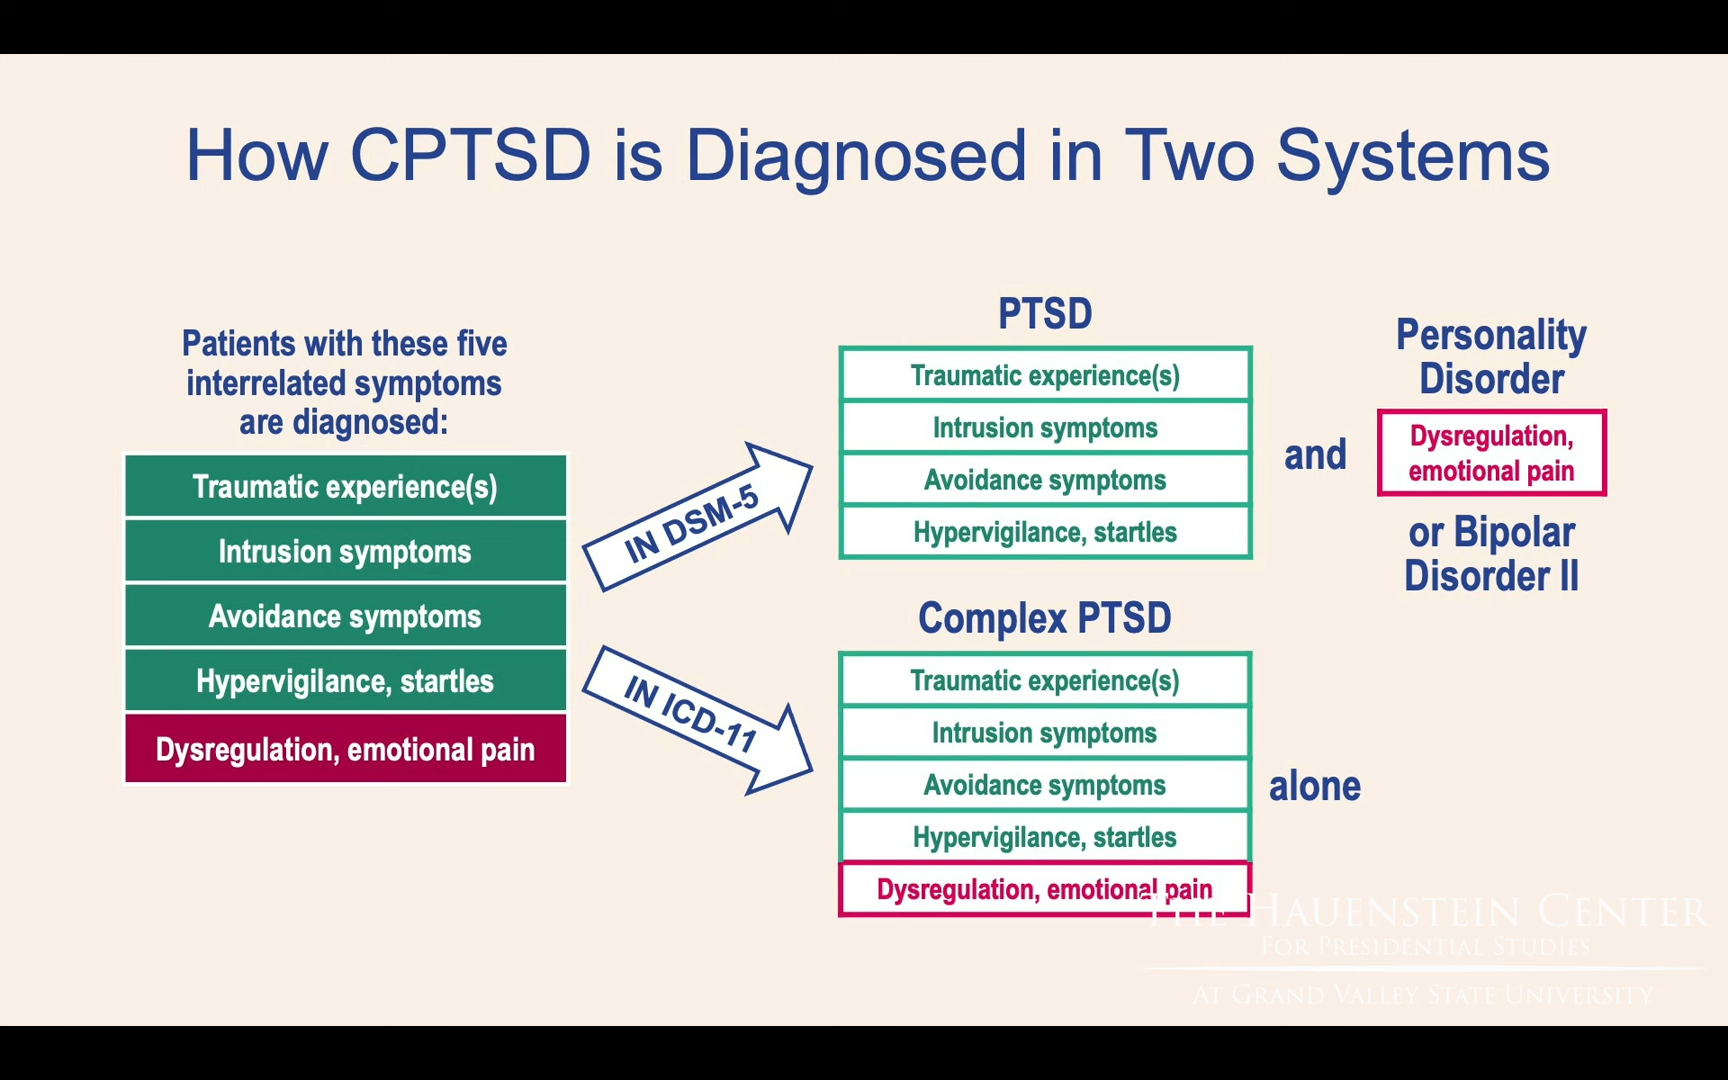 How CPTSD is Diagnosed in Two Systems
Patients with these five
interrelated symptoms
are diagnosed:
Traumatic experience(s)
Intrusion symptoms
Avoidance symptoms
Hypervigilance, startles
Dysregulation, emotional pain
IN DSM-5
PTSD
Traumatic experience(s)
Intrusion symptoms
Avoidance symptoms
Hypervigilance, startles
and
Personality
Disorder
Dysregulation,
emotional pain
or Bipolar
Disorder II
IN ICD-11
Complex PTSD
Traumatic experience(s)
Intrusion symptoms
Avoidance symptoms
Hypervigilance, startles
Dysregulation, emotional pain
alone
THE HAUENSTEIN CENTER
FOR PRESIDENTIAL STUDIES
AT GRAND VALLEY STATE UNIVERSITY